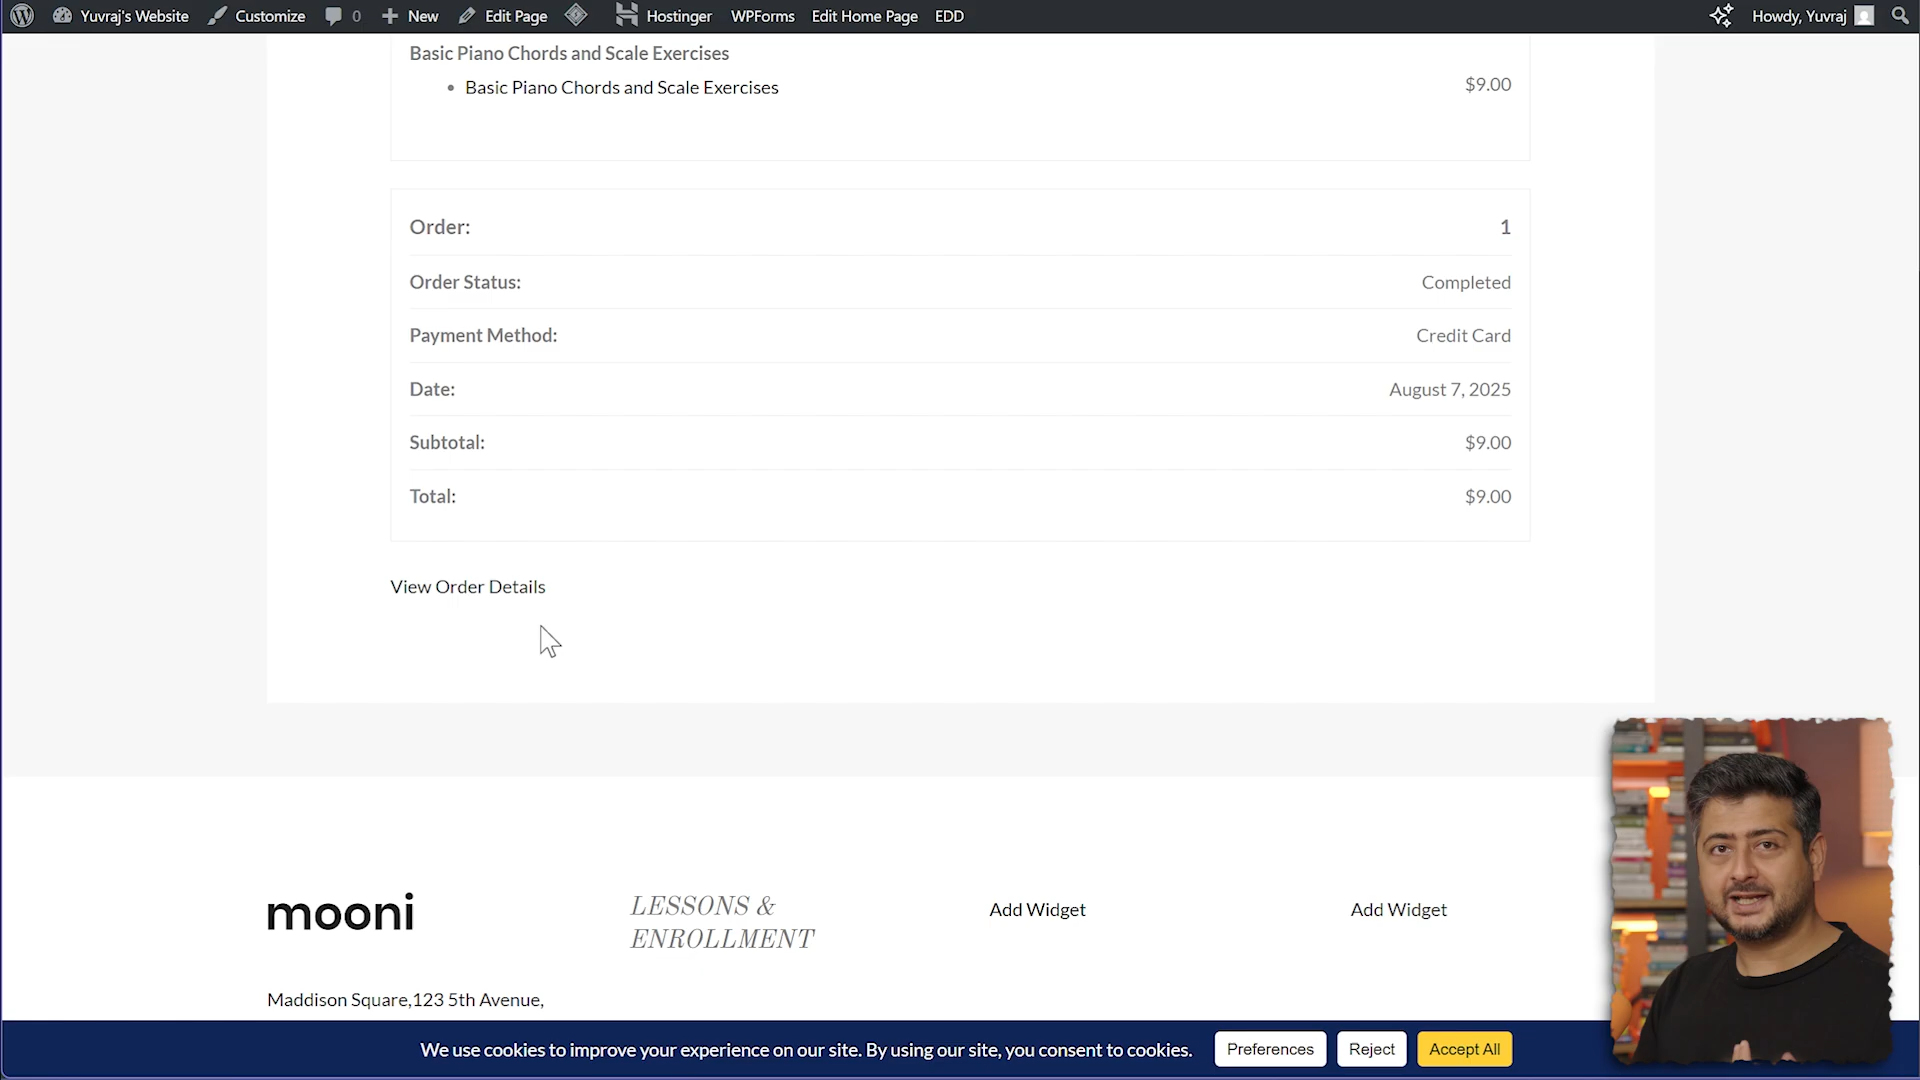 Yuvraj's Website Customize 0 New Edit Page Hostinger WPForms Edit Home Page EDD Howdy, Yuvraj
Basic Piano Chords and Scale Exercises
• Basic Piano Chords and Scale Exercises $9.00
Order: 1
Order Status: Completed
Payment Method: Credit Card
Date: August 7, 2025
Subtotal: $9.00
Total: $9.00
View Order Details
mooni
LESSONS &
ENROLLMENT
Add Widget
Add Widget
Maddison Square,123 5th Avenue,
We use cookies to improve your experience on our site. By using our site, you consent to cookies. Preferences Reject Accept All